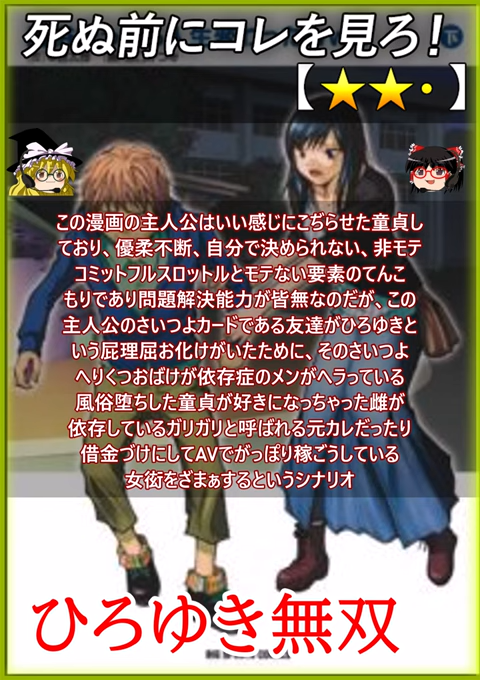 死ぬ前にコレを見ろ！
下
【★★・】
この漫画の主人公はいい感じにこぢらせた童貞し
ており、優柔不断、自分で決められない、非モテ
コミットフルスロットルとモテない要素のてんこ
もりであり問題解決能力が皆無なのだが、この
主人公のさいつよカードである友達がひろゆきと
いう屁理屈お化けがいたために、そのさいつよ
へりくつおばけが依存症のメンがヘラっている
風俗堕ちした童貞が好きになっちゃった雌が
依存しているガリガリと呼ばれる元カレだったり
借金づけにしてAVでがっぽり稼ごうしている
女衒をざまぁするというシナリオ
ひろゆき無双